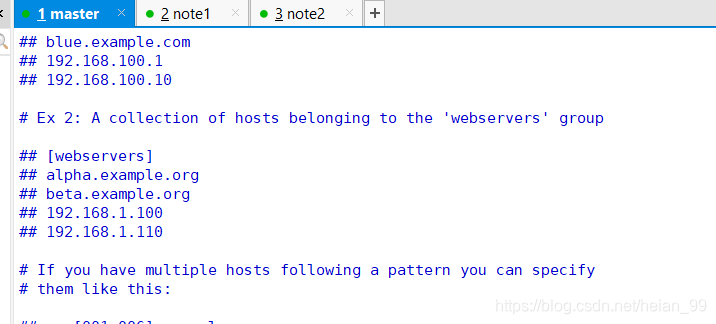 1 master
2 note1
3 note2
## blue.example.com
## 192.168.100.1
## 192.168.100.10
# Ex 2: A collection of hosts belonging to the 'webservers' group
## [webservers]
## alpha.example.org
## beta.example.org
## 192.168.1.100
## 192.168.1.110
# If you have multiple hosts following a pattern you can specify
# them like this:
https://blog.csdn.net/heian_99